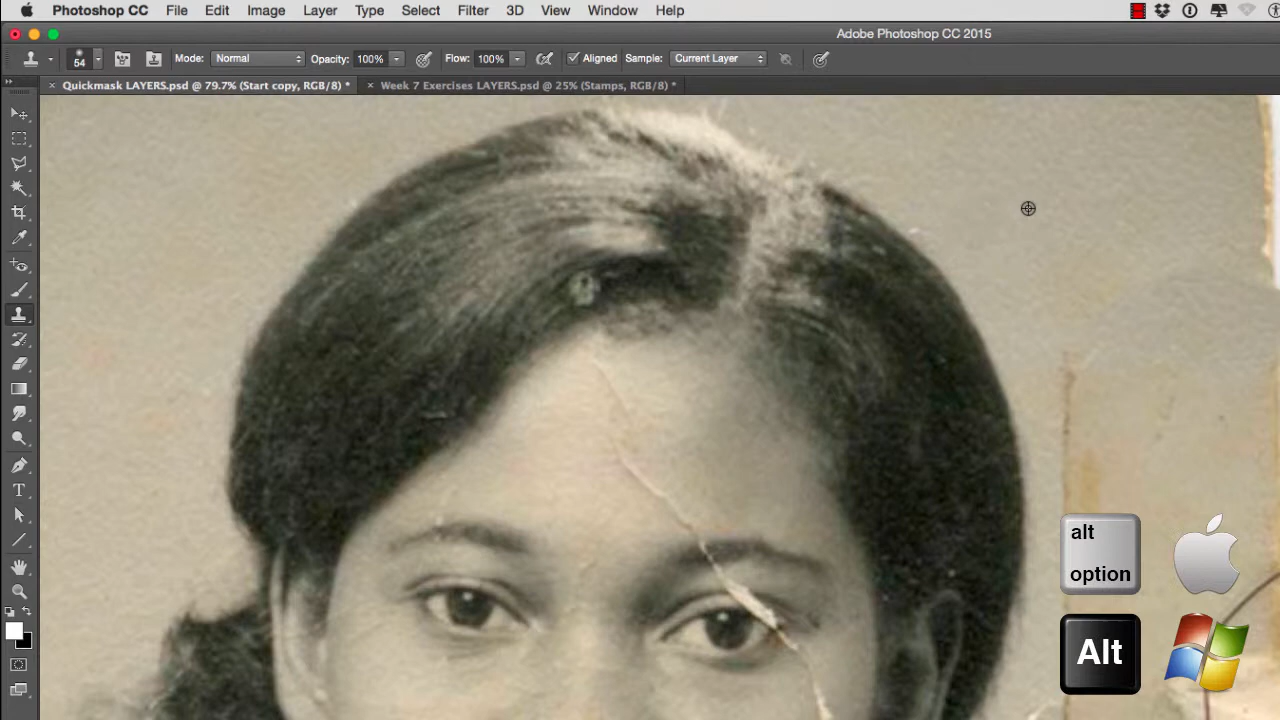 Photoshop CC File Edit Image Layer Type Select Filter 3D View Window Help
Adobe Photoshop CC 2015
54 Mode: Normal Opacity: 100% Flow: 100% Aligned Sample: Current Layer
× Quickmask LAYERS.psd @ 79.7% (Start copy, RGB/8) * × Week 7 Exercises LAYERS.psd @ 25% (Stamps, RGB/8) *
T
alt
option
Alt